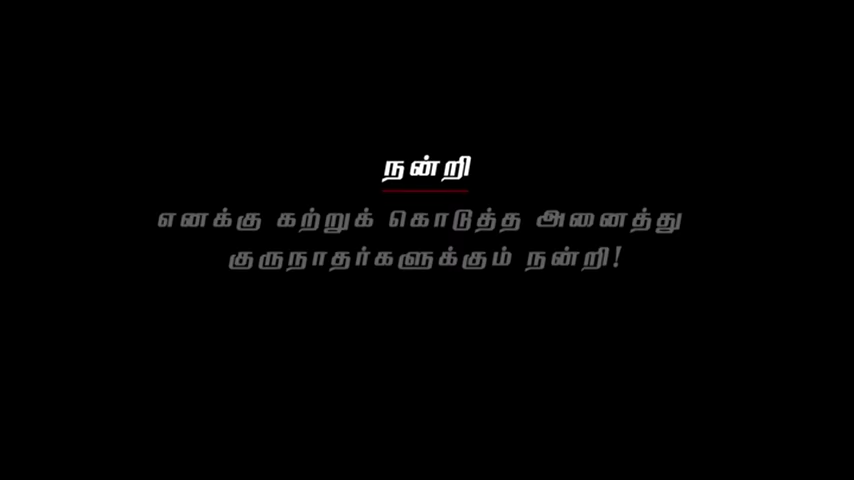 நன்றி
எனக்கு கற்றுக் கொடுத்த அனைத்து
குருநாதர்களுக்கும் நன்றி!